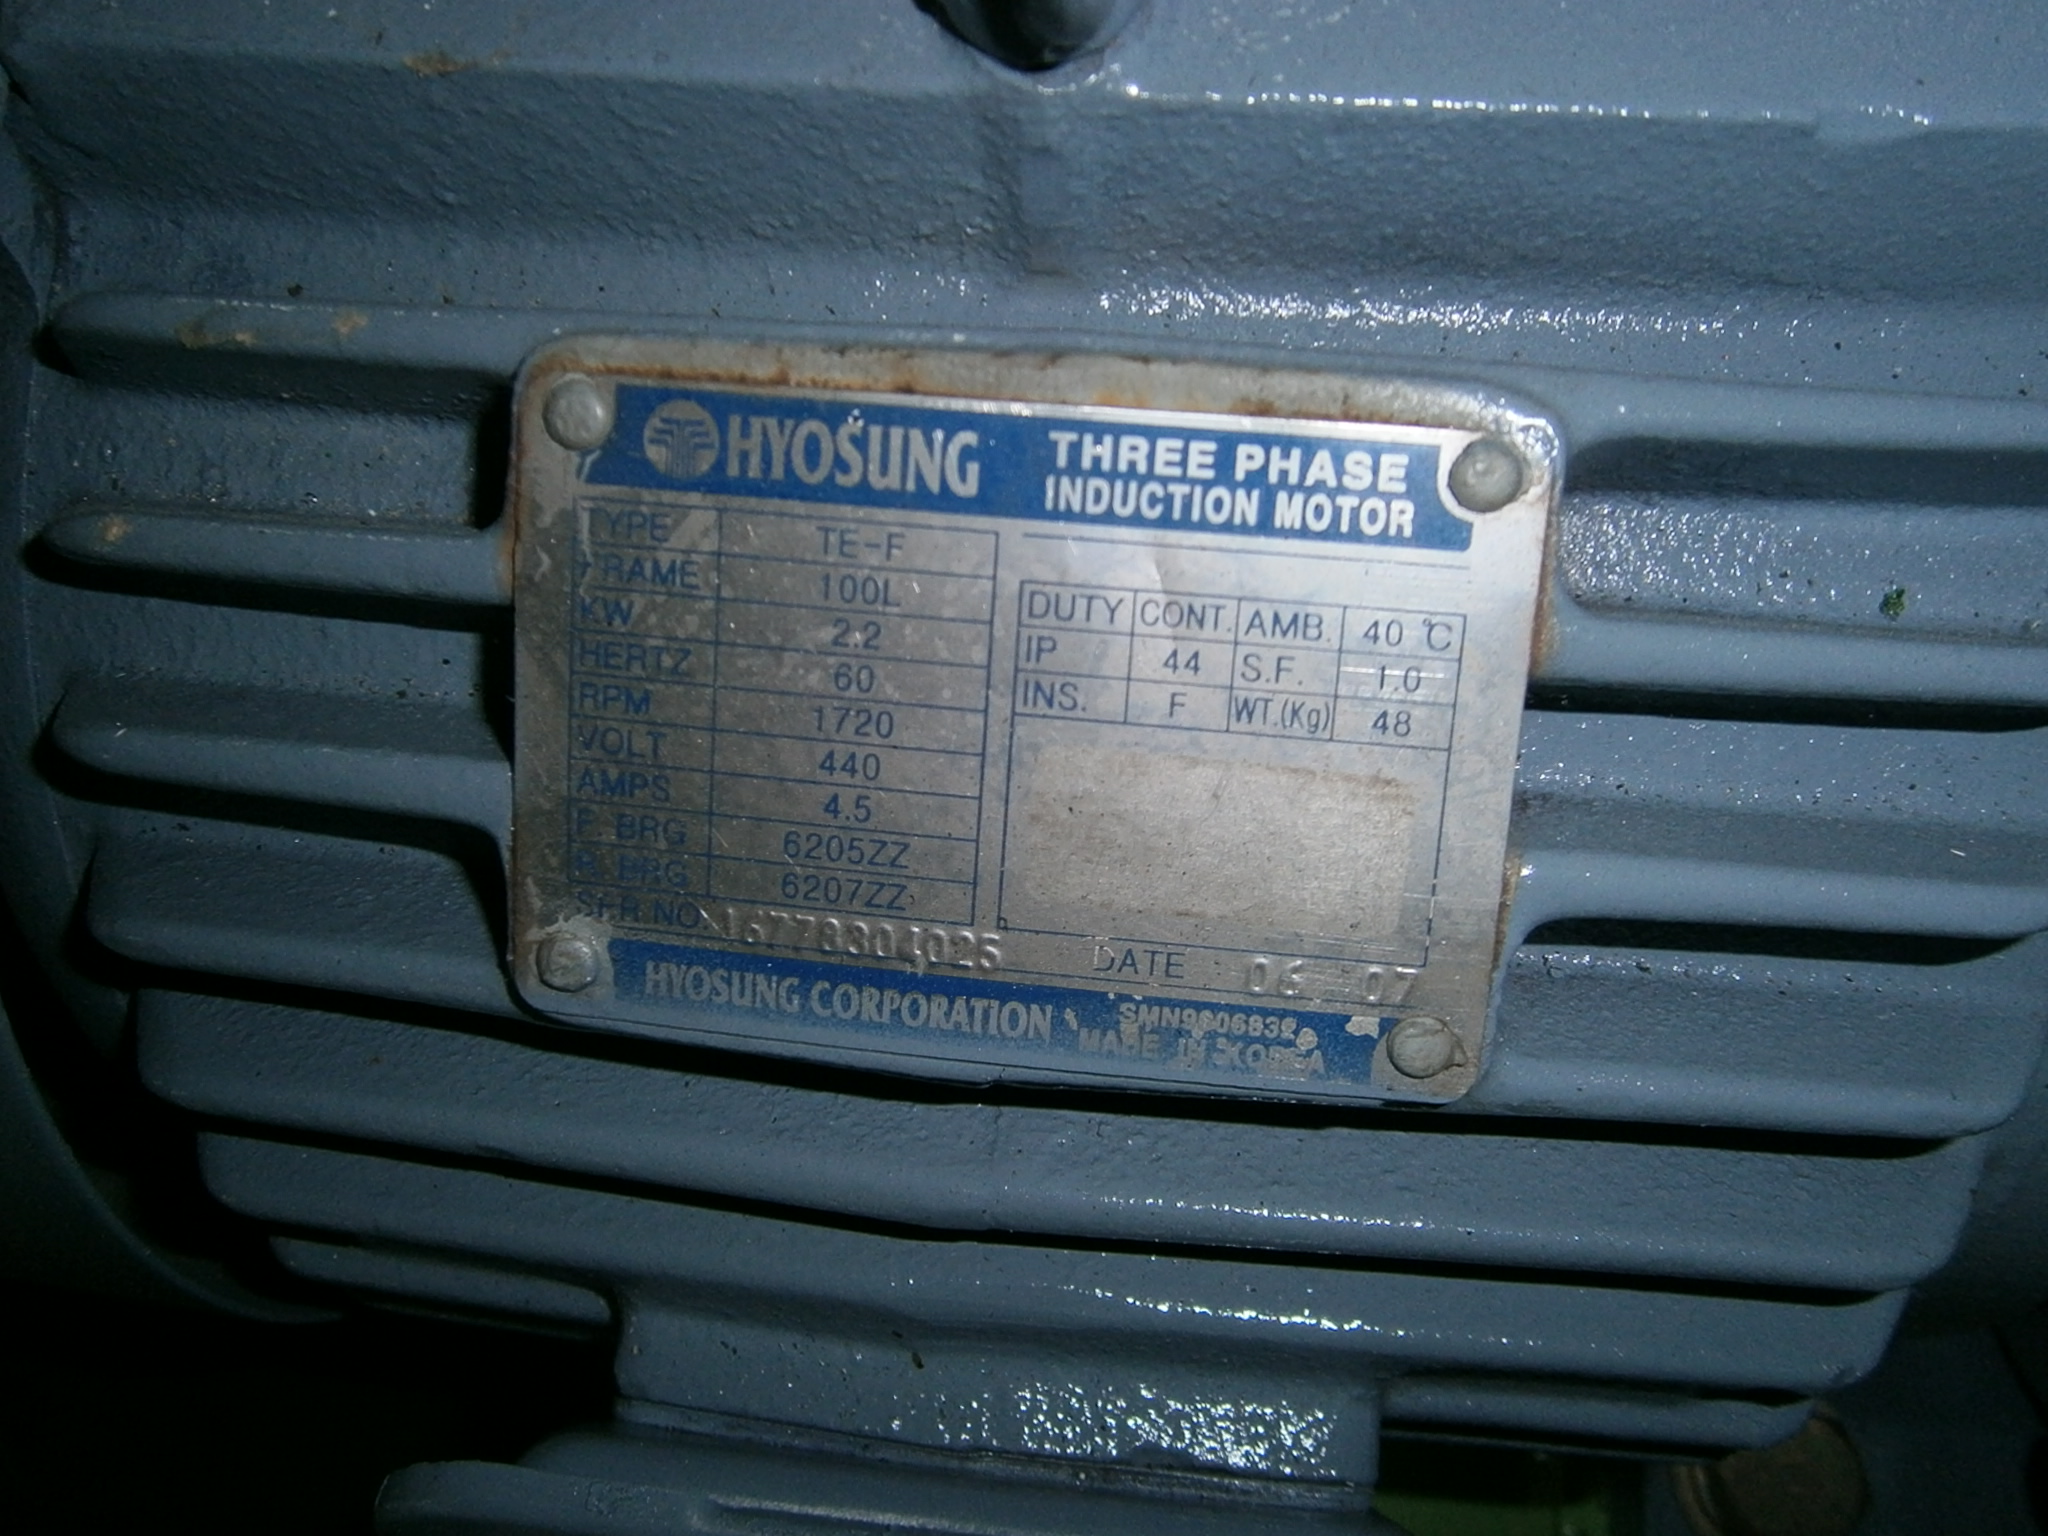 HYOSUNG
THREE PHASE
INDUCTION MOTOR
TYPE TE-F
FRAME 100L
KW 2.2
HERTZ 60
RPM 1720
VOLT 440
AMPS 4.5
F. BRG 6205ZZ
R. BRG 6207ZZ
SER NO
DUTY CONT. AMB. 40 ℃
IP 44 S.F. 1.0
INS. F WT.(Kg) 48
DATE 06 07
HYOSUNG CORPORATION
MADE IN KOREA